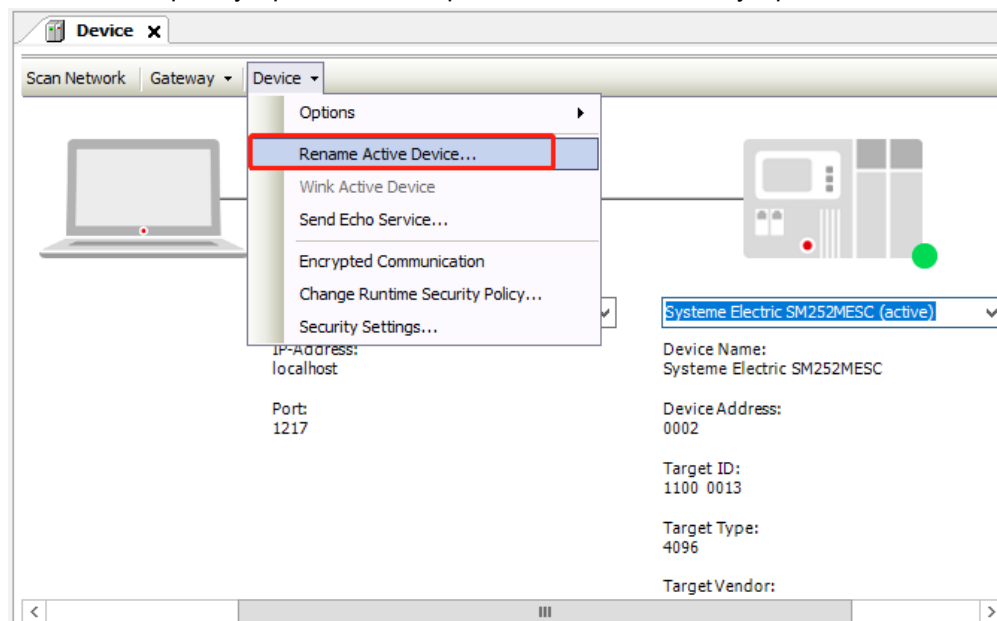 Device
Scan Network Gateway Device
Options
Rename Active Device...
Wink Active Device
Send Echo Service...
Encrypted Communication
Change Runtime Security Policy...
Security Settings...
Systeme Electric SM252MESC (active)
IP-Address:
localhost
Port:
1217
Device Name:
Systeme Electric SM252MESC
Device Address:
0002
Target ID:
1100 0013
Target Type:
4096
Target Vendor: